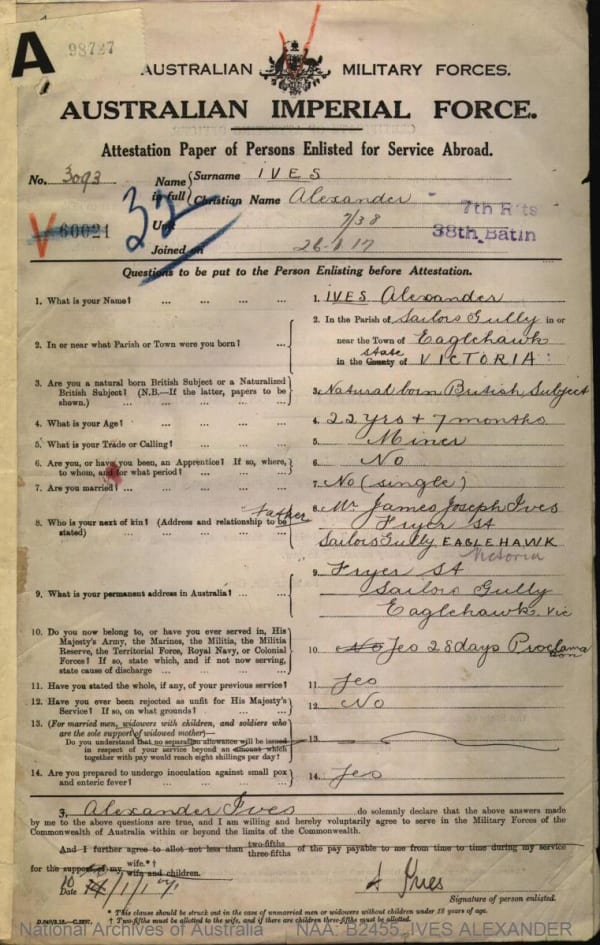 A
98737
AUSTRALIAN MILITARY FORCES.
AUSTRALIAN IMPERIAL FORCE.
Attestation Paper of Persons Enlisted for Service Abroad.
No. 3093 Name in full { Surname IVES
Christian Name Alexander
V 60021 32 Unit 7/38 7th Rfts
38th Batln
Joined on 26-1-17
Questions to be put to the Person Enlisting before Attestation.
1. What is your Name? ... ... ... ... 1. IVES Alexander
2. In or near what Parish or Town were you born? ... 2. In the Parish of Sailors Gully in or
near the Town of Eaglehawk
in the County of state VICTORIA:
3. Are you a natural born British Subject or a Naturalized
British Subject? (N.B.—If the latter, papers to be
shown.) ... ... ... ... ... 3. Natural born British Subject
4. What is your Age? ... ... ... ... 4. 22 yrs + 7 months
5. What is your Trade or Calling? ... ... ... 5. Miner
6. Are you, or have you been, an Apprentice? If so, where,
to whom, and for what period? ... ... ... 6. No
7. Are you married? ... ... ... ... ... 7. No (single)
8. Who is your next of kin? (Address and relationship to be
stated) ... ... ... ... Father 8. Mr James Joseph Ives
Fryer St
Sailors Gully EAGLEHAWK
Victoria
9. What is your permanent address in Australia? ... ... 9. Fryer St
Sailors Gully
Eaglehawk Vic
10. Do you now belong to, or have you ever served in, His
Majesty's Army, the Marines, the Militia, the Militia
Reserve, the Territorial Force, Royal Navy, or Colonial
Forces? If so, state which, and if not now serving,
state cause of discharge ... ... ... 10. No Yes 28 days Proclamation
11. Have you stated the whole, if any, of your previous service? 11. Yes
12. Have you ever been rejected as unfit for His Majesty's
Service? If so, on what grounds? ... ... 12. No
13. (For married men, widowers with children, and soldiers who
are the sole support of widowed mother)—
Do you understand that no separation allowance will be issued
in respect of your service beyond an amount which
together with pay would reach eight shillings per day? 13.
14. Are you prepared to undergo inoculation against small pox
and enteric fever? ... ... ... ... 14. Yes
I, Alexander Ives do solemnly declare that the above answers made
by me to the above questions are true, and I am willing and hereby voluntarily agree to serve in the Military Forces of the
Commonwealth of Australia within or beyond the limits of the Commonwealth.
And I further agree to allot not less than two-fifths three-fifths of the pay payable to me from time to time during my service
for the support of my wife.*†
wife and children.
Date 10/1/17 A Ives
Signature of person enlisted.
* This clause should be struck out in the case of unmarried men or widowers without children under 18 years of age.
† Two-fifths must be allotted to the wife, and if there are children three-fifths must be allotted.
National Archives of Australia NAA: B2455, IVES ALEXANDER